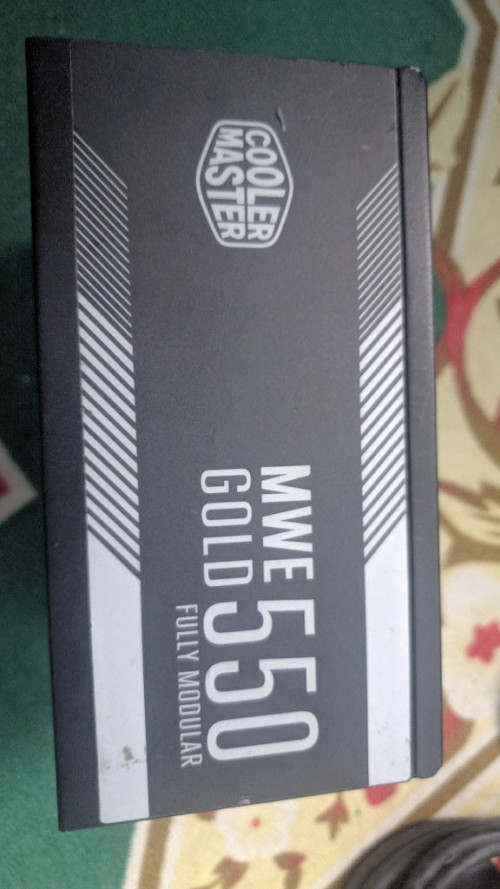 COOLER
MASTER
MWE 550
GOLD
FULLY MODULAR